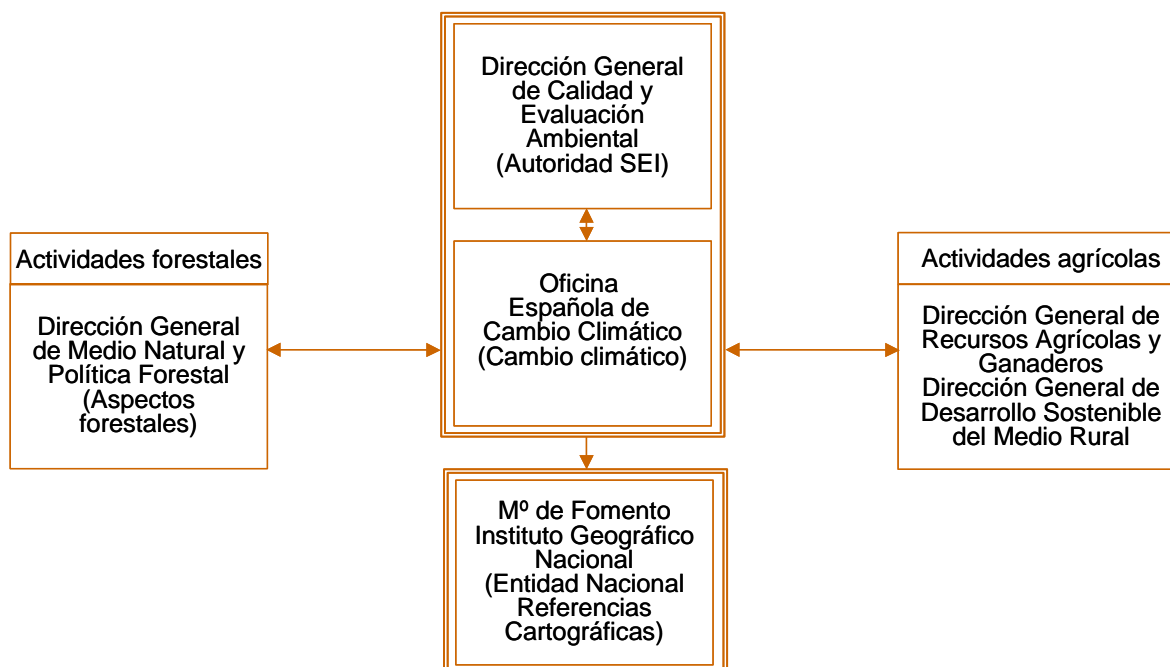 Dirección General
de Calidad y
Evaluación
Ambiental
(Autoridad SEI)
Actividades forestales
Dirección General
de Medio Natural y
Política Forestal
(Aspectos
forestales)
Oficina
Española de
Cambio Climático
(Cambio climático)
Actividades agrícolas
Dirección General de
Recursos Agrícolas y
Ganaderos
Dirección General de
Desarrollo Sostenible
del Medio Rural
Mº de Fomento
Instituto Geográfico
Nacional
(Entidad Nacional
Referencias
Cartográficas)